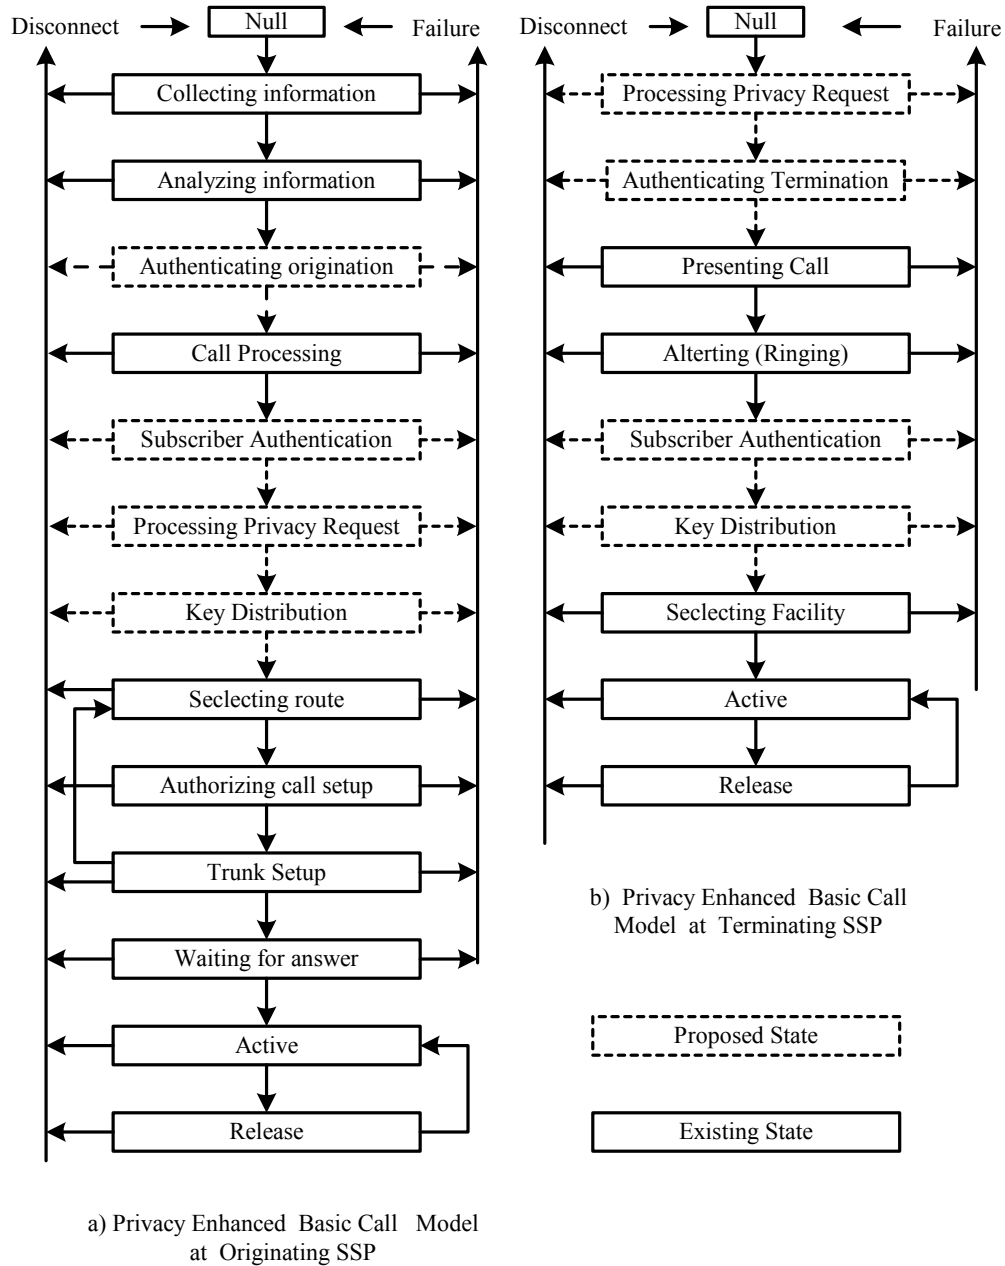 Disconnect
Null
Failure
Collecting information
Analyzing information
Authenticating origination
Call Processing
Subscriber Authentication
Processing Privacy Request
Key Distribution
Seclecting route
Authorizing call setup
Trunk Setup
Waiting for answer
Active
Release
a) Privacy Enhanced Basic Call Model
at Originating SSP
Disconnect
Null
Failure
Processing Privacy Request
Authenticating Termination
Presenting Call
Alterting (Ringing)
Subscriber Authentication
Key Distribution
Seclecting Facility
Active
Release
b) Privacy Enhanced Basic Call
Model at Terminating SSP
Proposed State
Existing State